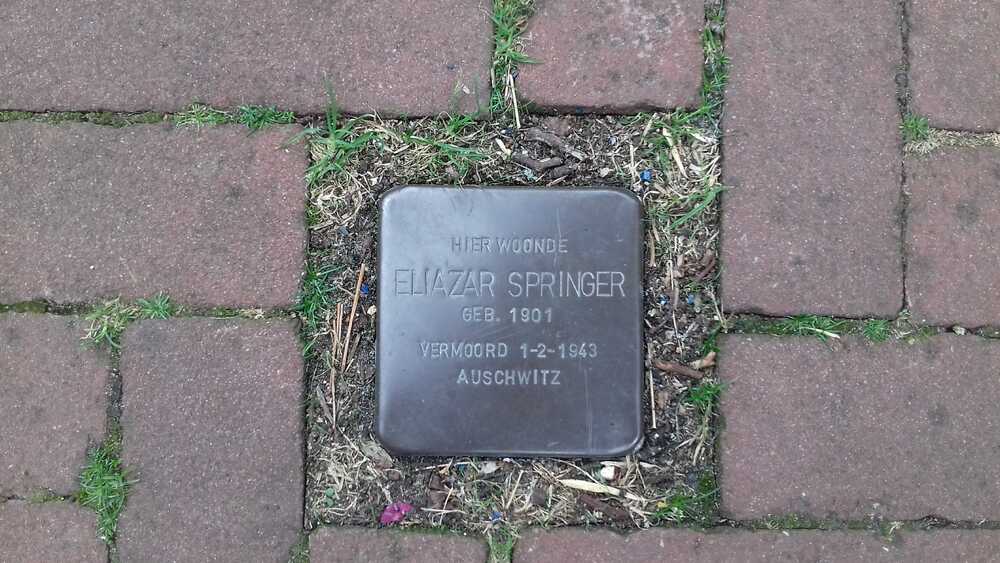 HIER WOONDE
ELIAZAR SPRINGER
GEB. 1901
VERMOORD 1-2-1943
AUSCHWITZ